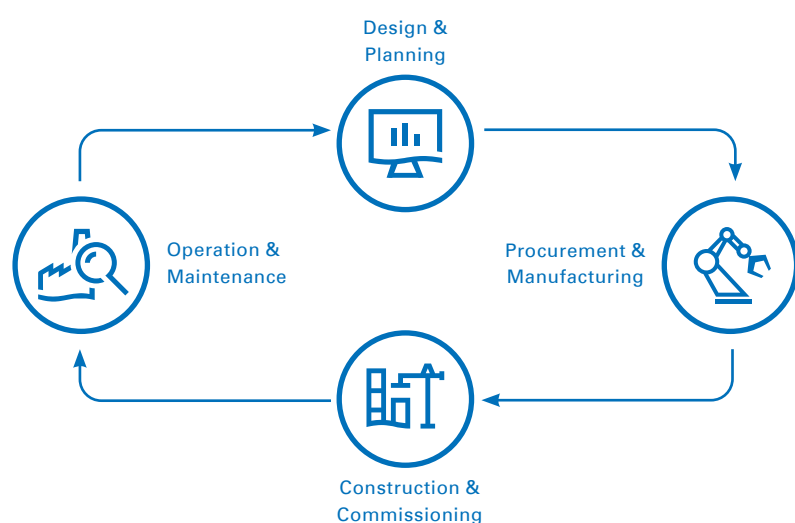 Design &
Planning
Operation &
Maintenance
Procurement &
Manufacturing
Construction &
Commissioning